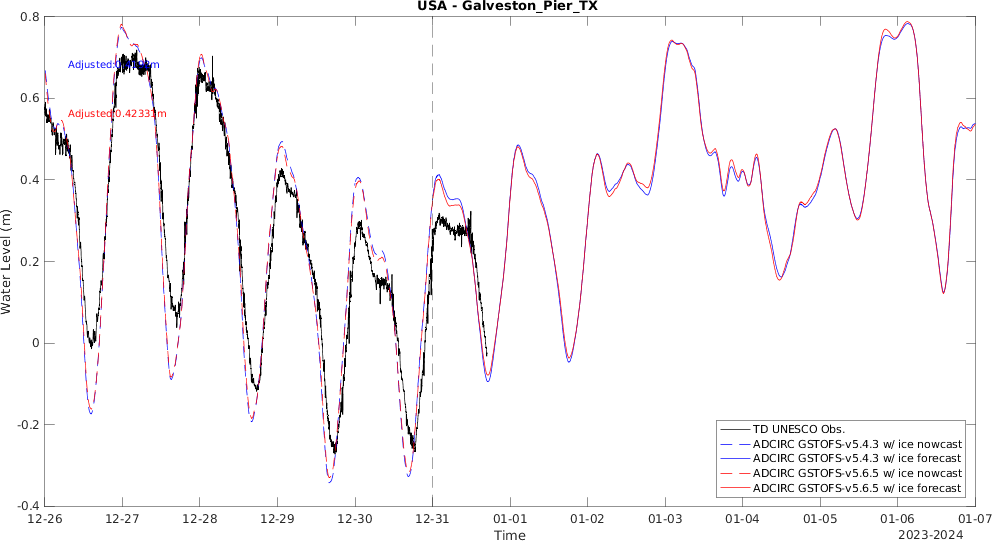 USA - Galveston_Pier_TX
0.8
0.6
0.4
0.2
0
-0.2
-0.4
Water Level (m)
Adjusted:
Adjusted:0.42331m
TD UNESCO Obs.
ADCIRC GSTOFS-v5.4.3 w/ ice nowcast
ADCIRC GSTOFS-v5.4.3 w/ ice forecast
ADCIRC GSTOFS-v5.6.5 w/ ice nowcast
ADCIRC GSTOFS-v5.6.5 w/ ice forecast
12-26 12-27 12-28 12-29 12-30 12-31 01-01 01-02 01-03 01-04 01-05 01-06 01-07
Time
2023-2024